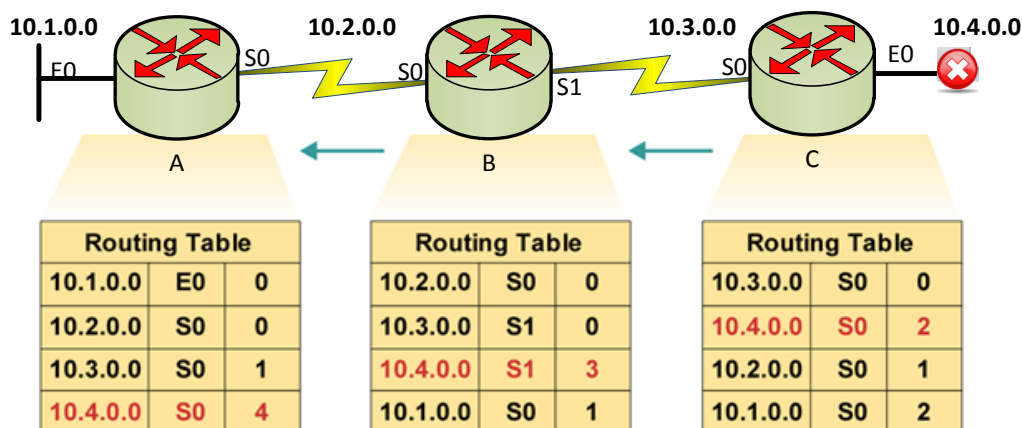 10.1.0.0 10.2.0.0 10.3.0.0 10.4.0.0
E0 S0 S0 S1 S0 E0
A B C
Routing Table
10.1.0.0 E0 0
10.2.0.0 S0 0
10.3.0.0 S0 1
10.4.0.0 S0 4
Routing Table
10.2.0.0 S0 0
10.3.0.0 S1 0
10.4.0.0 S1 3
10.1.0.0 S0 1
Routing Table
10.3.0.0 S0 0
10.4.0.0 S0 2
10.2.0.0 S0 1
10.1.0.0 S0 2